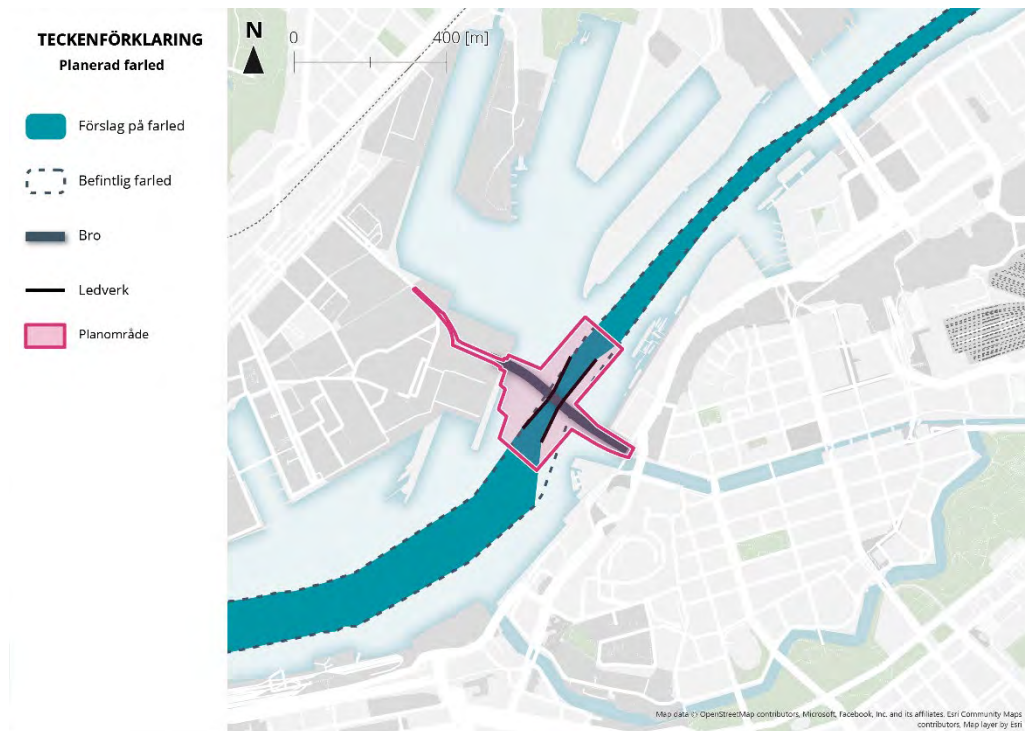 TECKENFÖRKLARING
Planerad farled
Förslag på farled
Befintlig farled
Bro
Ledverk
Planområde
N
0
400 [m]
Map data © OpenStreetMap contributors, Microsoft, Facebook, Inc. and its affiliates, Esri Community Maps
contributors, Map layer by Esri